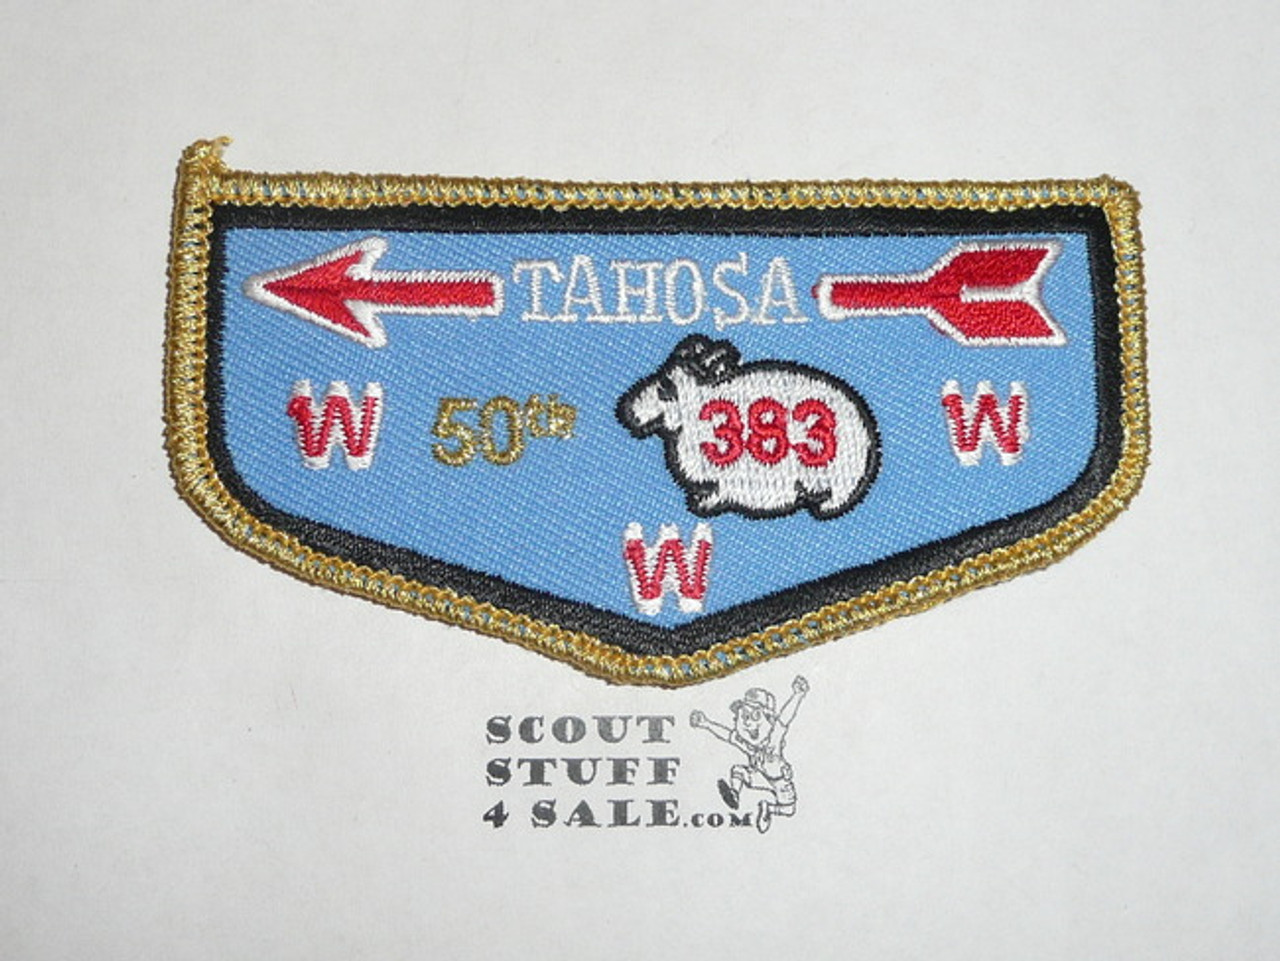 TAHOSA
W 50th 383 W
W
SCOUT
STUFF
4 SALE.COM